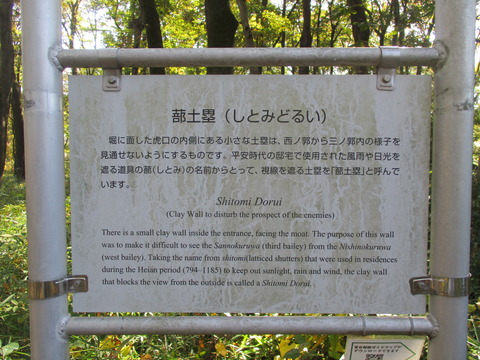 蔀土塁（しとみどるい）
堀に面した虎口の内側にある小さな土塁は、西ノ郭から三ノ郭内の様子を
見通せないようにするものです。平安時代の邸宅で使用された風雨や日光を
遮る道具の蔀(しとみ)の名前からとって、視線を遮る土塁を「蔀土塁」と呼んで
います。
Shitomi Dorui
(Clay Wall to disturb the prospect of the enemies)
There is a small clay wall inside the entrance, facing the moat. The purpose of this wall
was to make it difficult to see the Sannokuruwa (third bailey) from the Nishinokuruwa
(west bailey). Taking the name from shitomi(latticed shutters) that were used in residences
during the Heian period (794–1185) to keep out sunlight, rain and wind, the clay wall
that blocks the view from the outside is called a Shitomi Dorui.